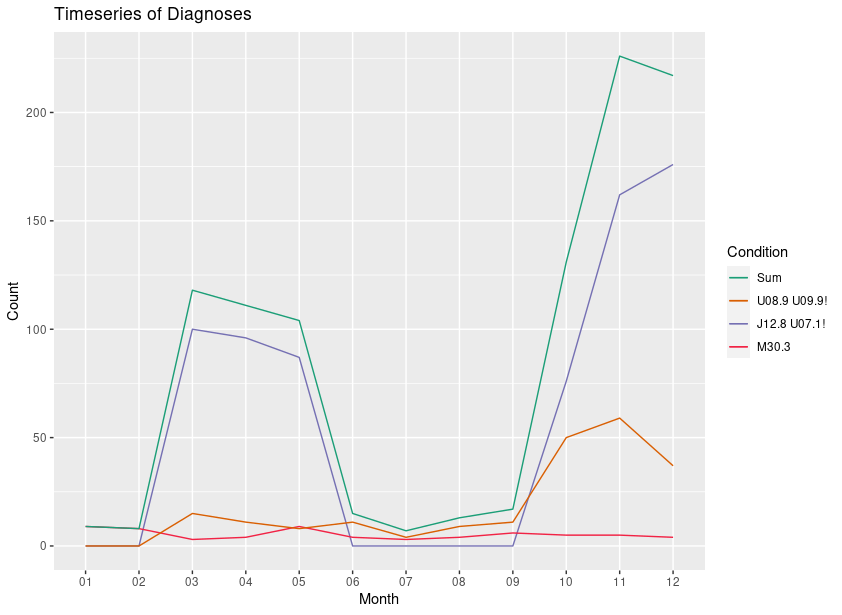 Timeseries of Diagnoses
Count
200
150
100
50
0
01 02 03 04 05 06 07 08 09 10 11 12
Month
Condition
Sum
U08.9 U09.9!
J12.8 U07.1!
M30.3